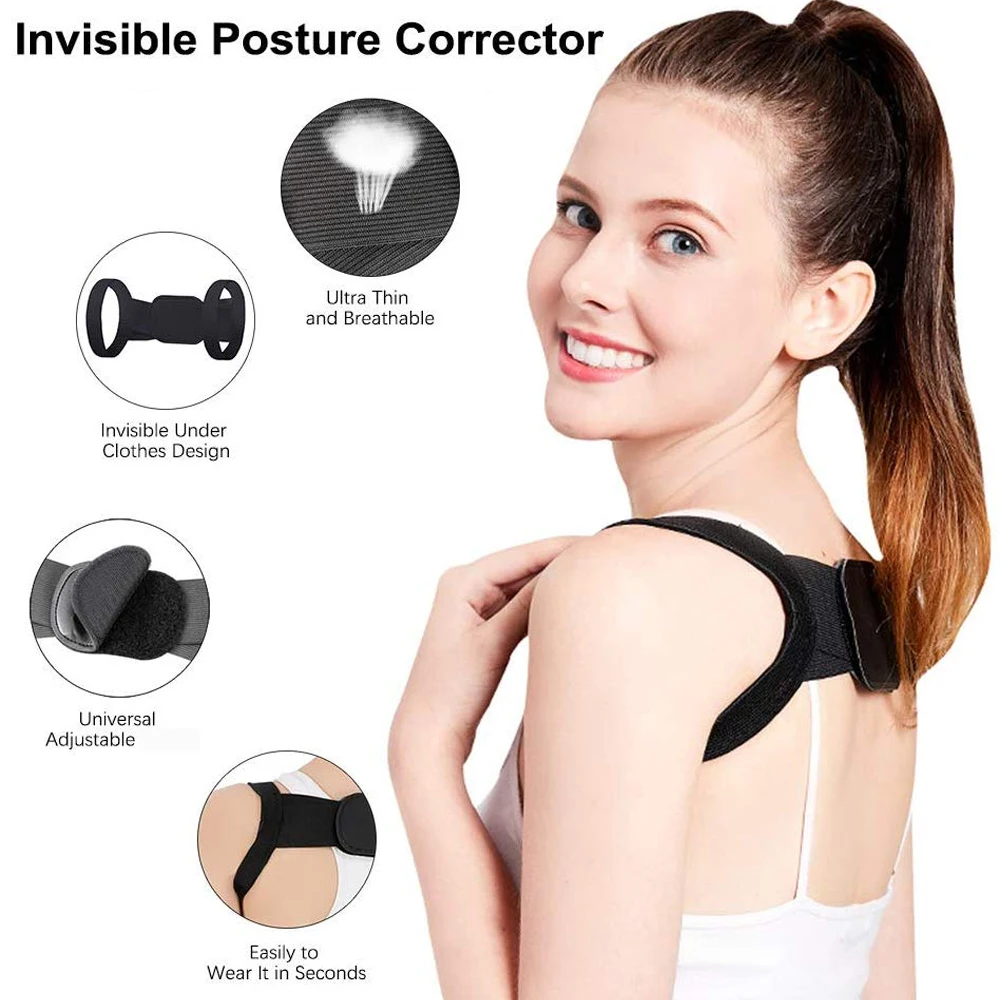 Invisible Posture Corrector
Ultra Thin
and Breathable
Invisible Under
Clothes Design
Universal
Adjustable
Easily to
Wear It in Seconds